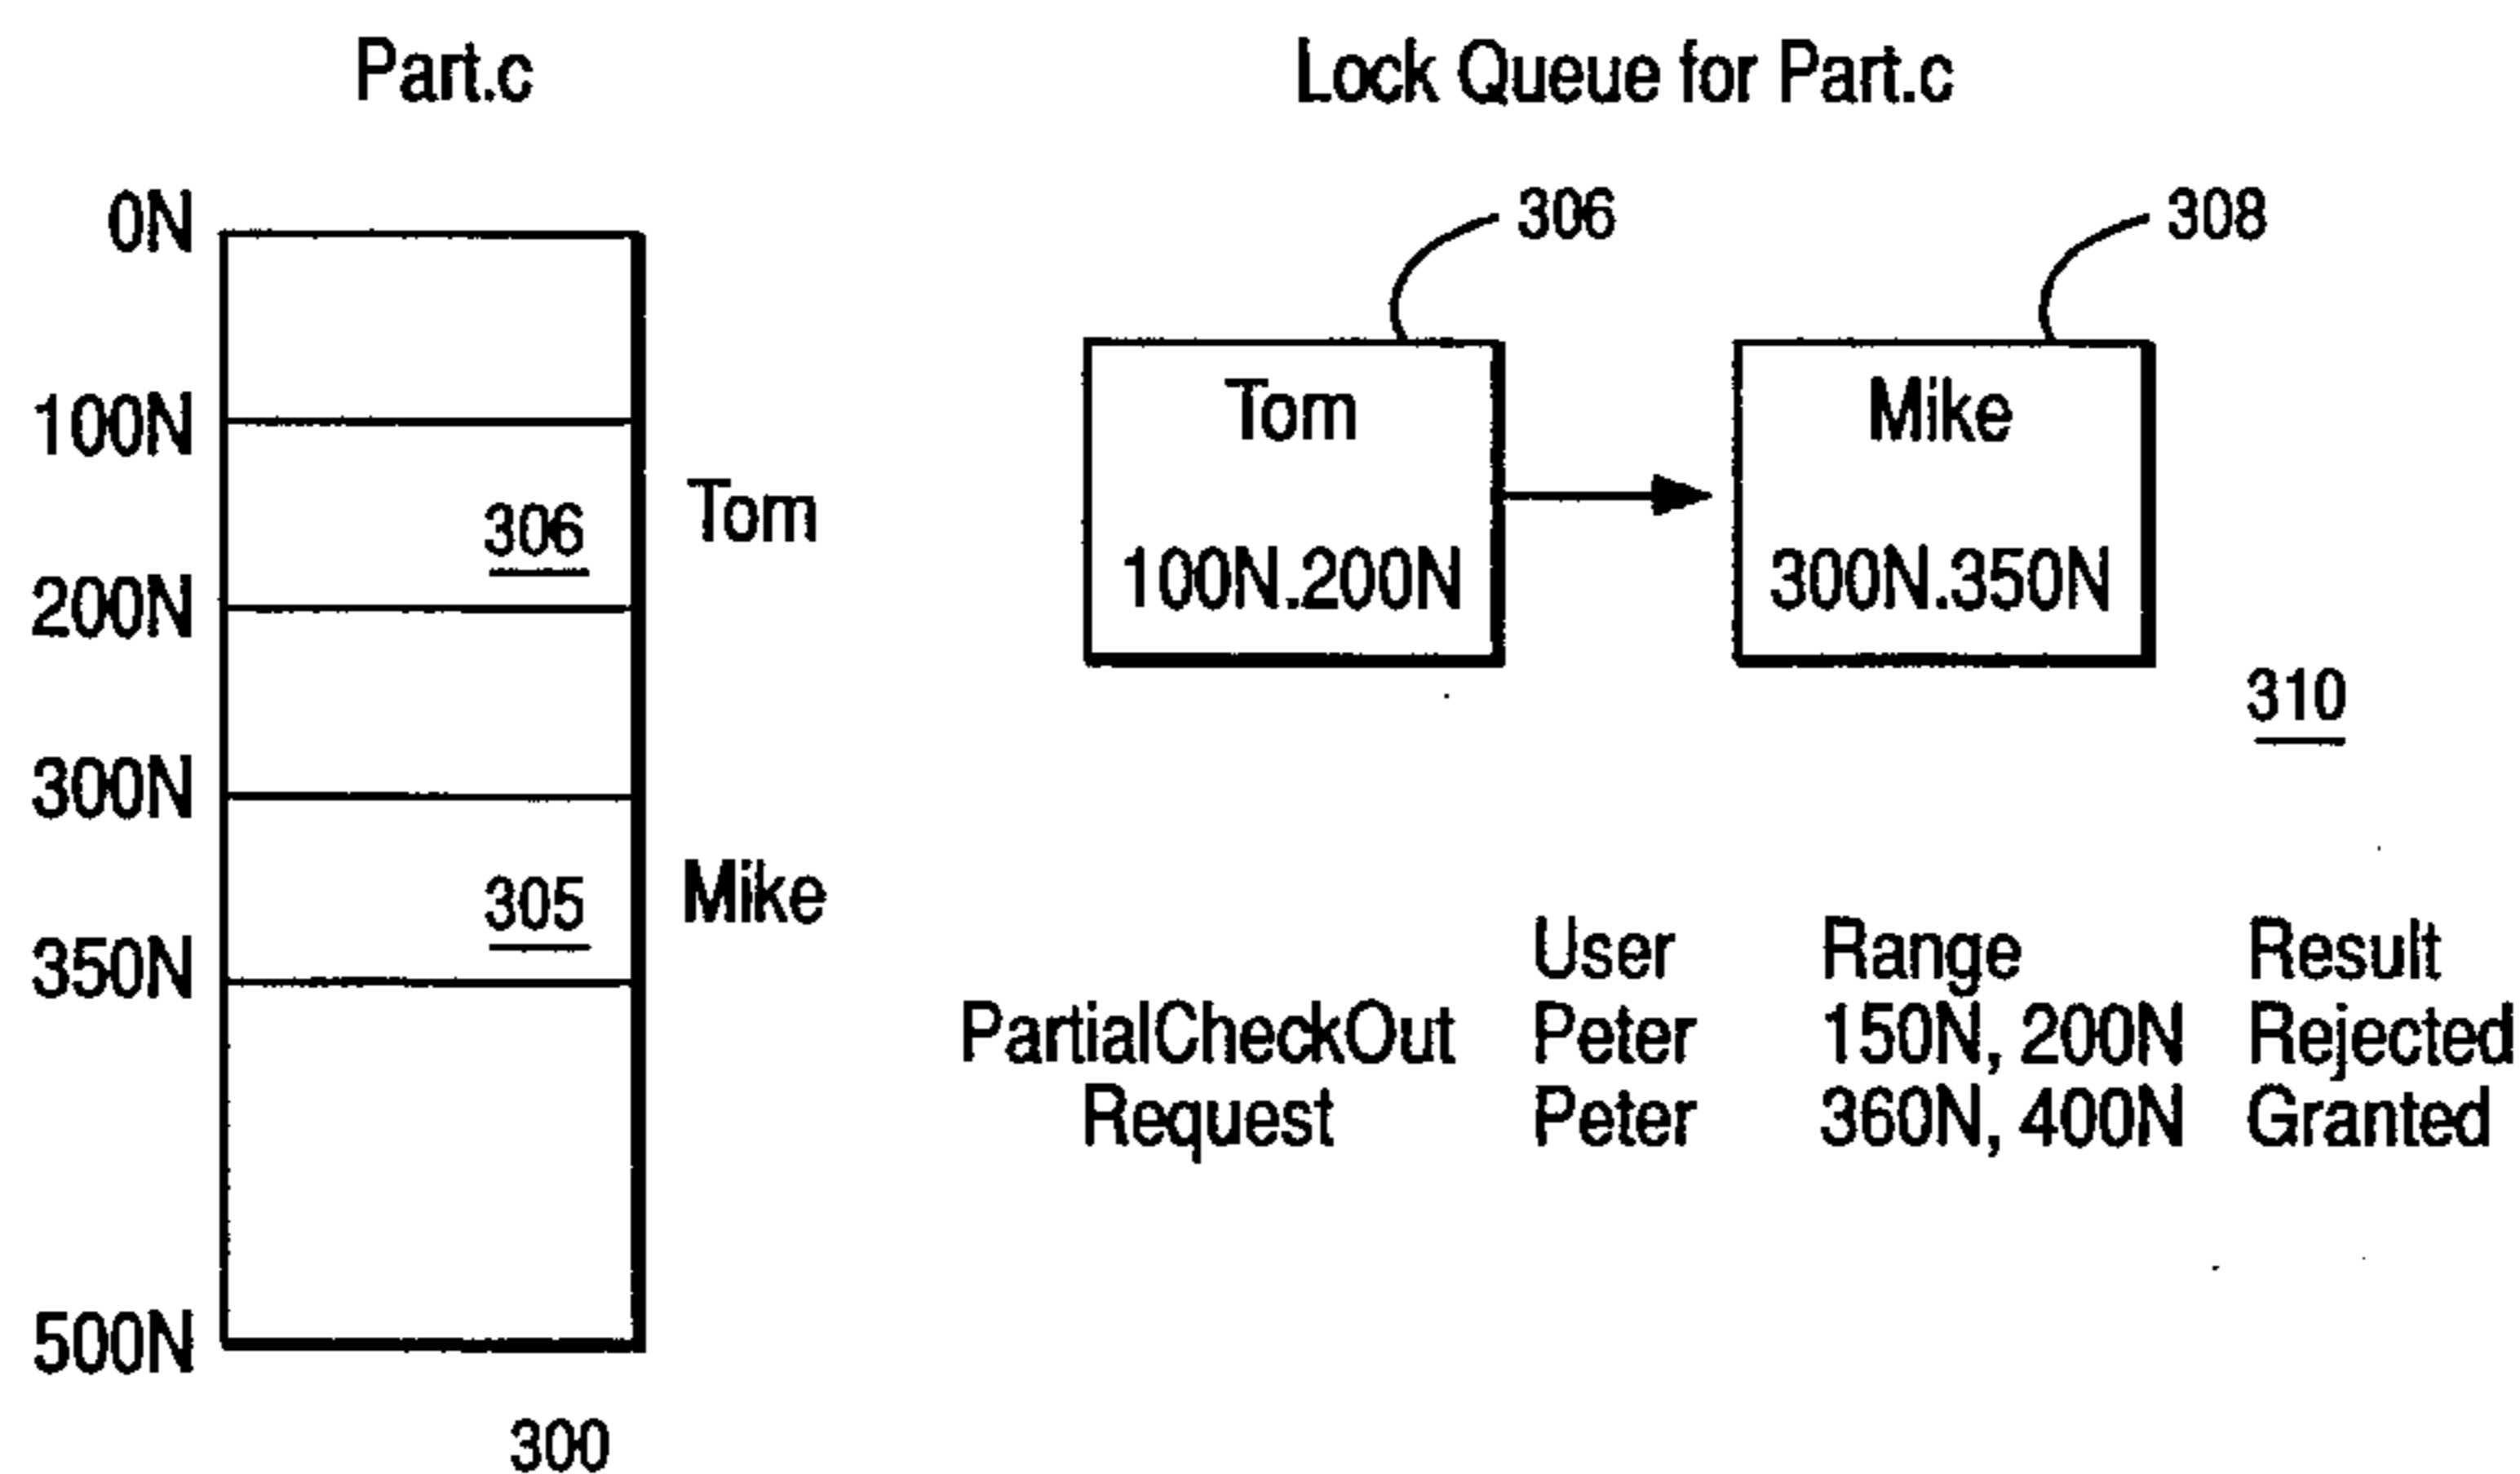 Part.c
0N
100N
306
Tom
200N
300N
305
Mike
350N
500N
300
Lock Queue for Part.c
306
308
Tom
100N.200N
Mike
300N.350N
310
User Range Result
PartialCheckOut Peter 150N, 200N Rejected
Request Peter 360N, 400N Granted